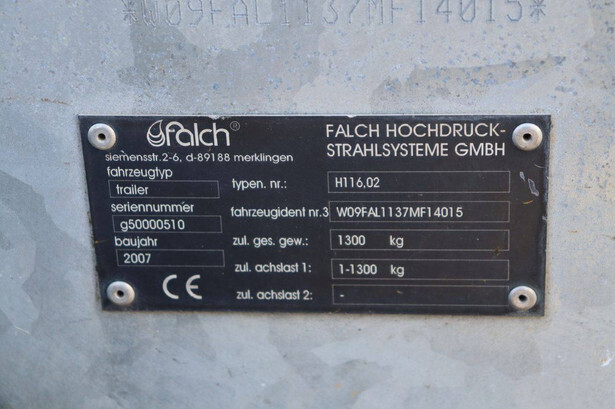 *W09FAL1137MF14015*
falch®
siemensstr.2-6, d-89188 merklingen
FALCH HOCHDRUCK-
STRAHLSYSTEME GMBH
fahrzeugtyp
trailer
typen. nr.: H116,02
seriennummer
g50000510
fahrzeugident nr.3 W09FAL1137MF14015
baujahr
2007
zul. ges. gew.: 1300 kg
zul. achslast 1: 1-1300 kg
zul. achslast 2: -
CE